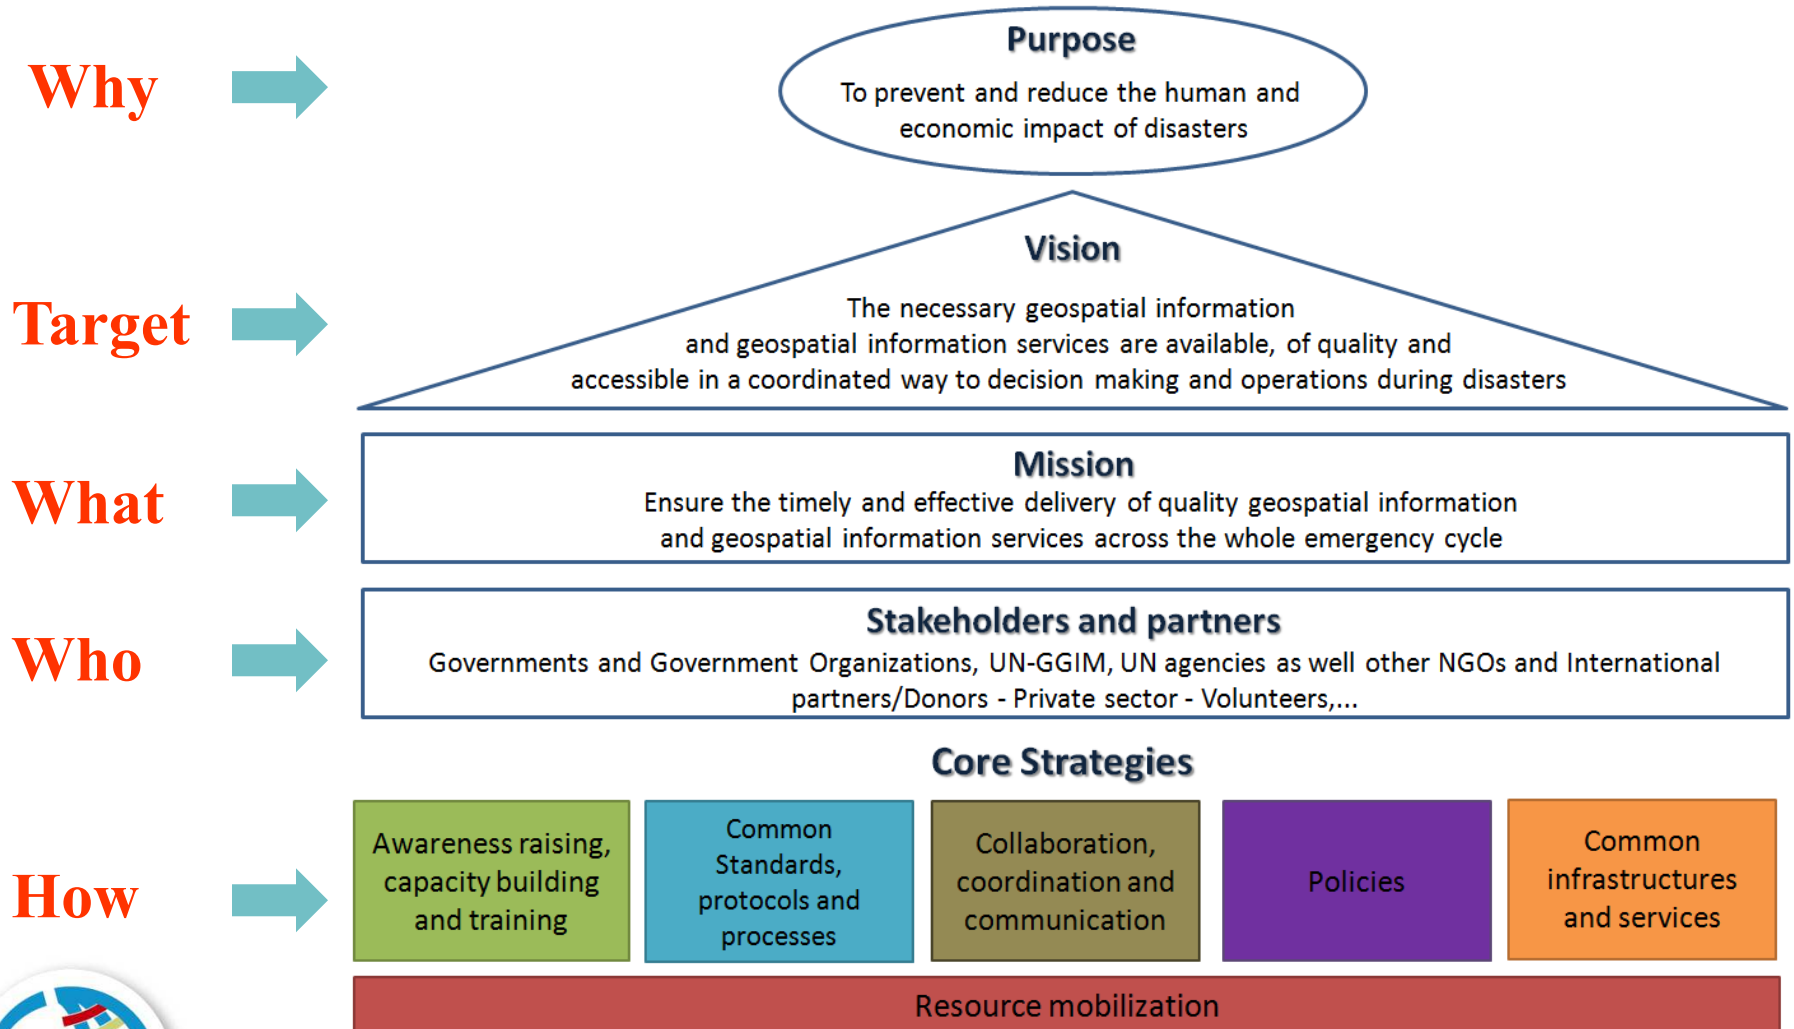 Why
Purpose
To prevent and reduce the human and
economic impact of disasters
Target
Vision
The necessary geospatial information
and geospatial information services are available, of quality and
accessible in a coordinated way to decision making and operations during disasters
What
Mission
Ensure the timely and effective delivery of quality geospatial information
and geospatial information services across the whole emergency cycle
Who
Stakeholders and partners
Governments and Government Organizations, UN-GGIM, UN agencies as well other NGOs and International
partners/Donors - Private sector - Volunteers,...
Core Strategies
How
Awareness raising,
capacity building
and training
Common
Standards,
protocols and
processes
Collaboration,
coordination and
communication
Policies
Common
infrastructures
and services
Resource mobilization